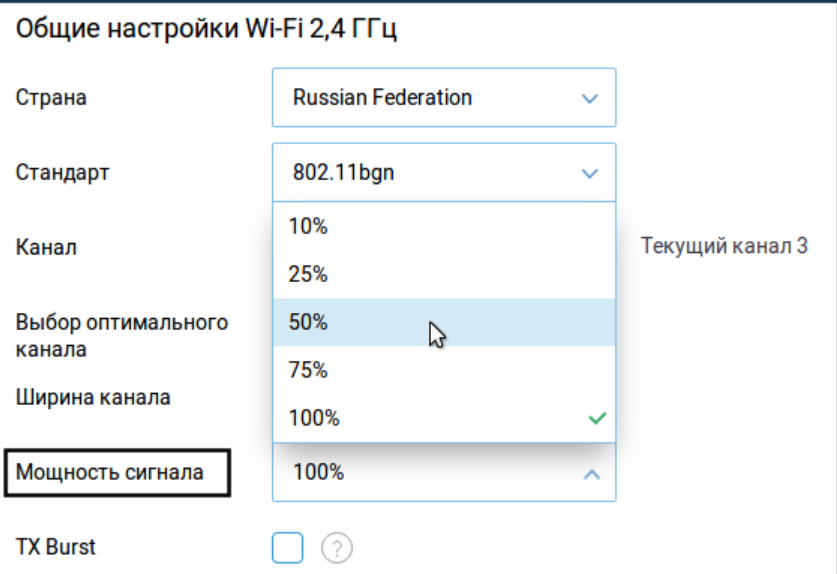 Общие настройки Wi-Fi 2,4 ГГц
Страна
Russian Federation
Стандарт
802.11bgn
Канал
Текущий канал 3
10%
25%
50%
75%
100%
Выбор оптимального
канала
Ширина канала
Мощность сигнала
100%
TX Burst
?